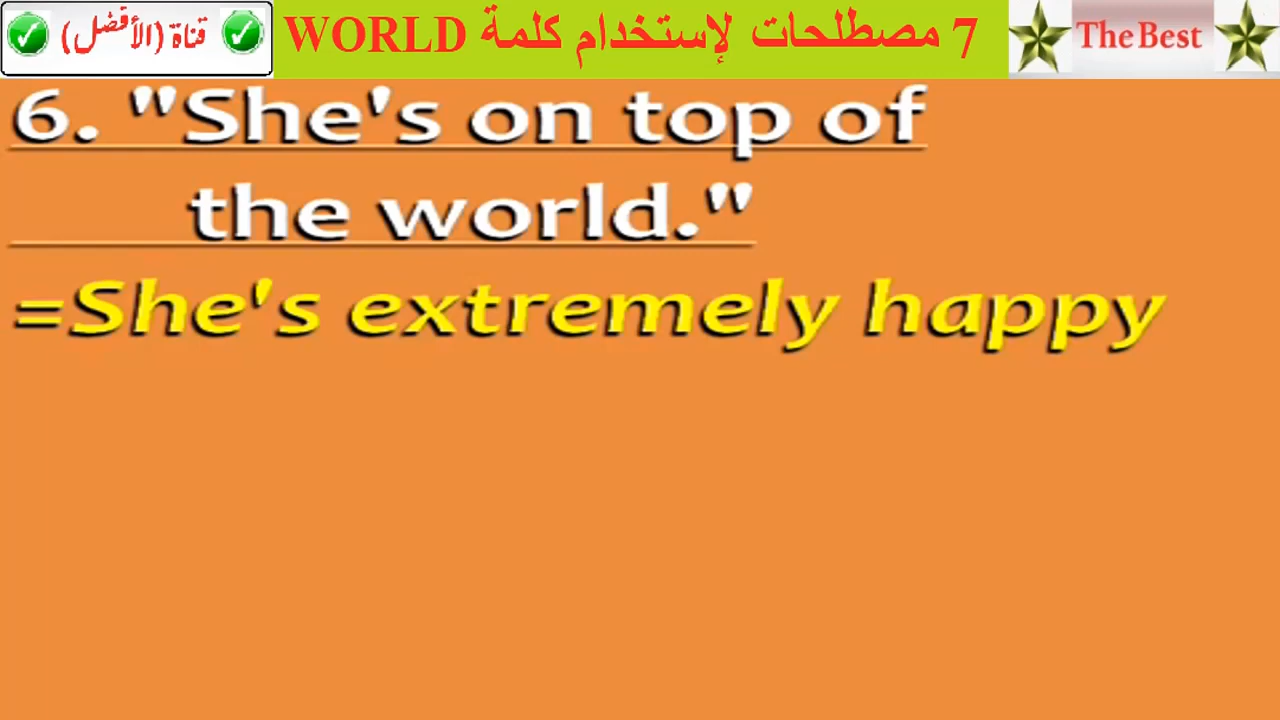 قناة (الأفضل)
7 مصطلحات لإستخدام كلمة WORLD
The Best
6. "She's on top of
the world."
=She's extremely happy